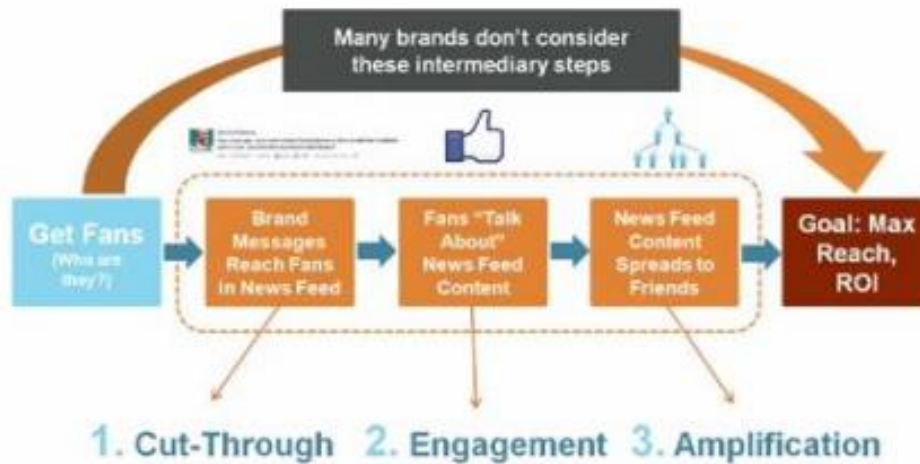 Many brands don't consider
these intermediary steps
Get Fans
(Who are
they?)
Brand
Messages
Reach Fans
in News Feed
Fans "Talk
About"
News Feed
Content
News Feed
Content
Spreads to
Friends
Goal: Max
Reach,
ROI
1. Cut-Through
2. Engagement
3. Amplification